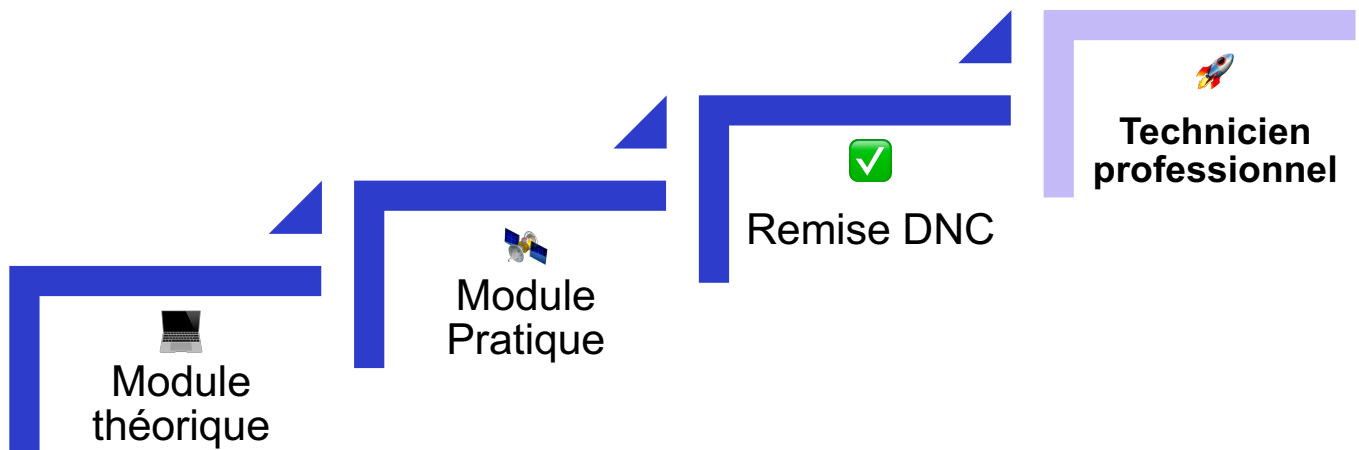 Module
théorique
Module
Pratique
Remise DNC
Technicien
professionnel